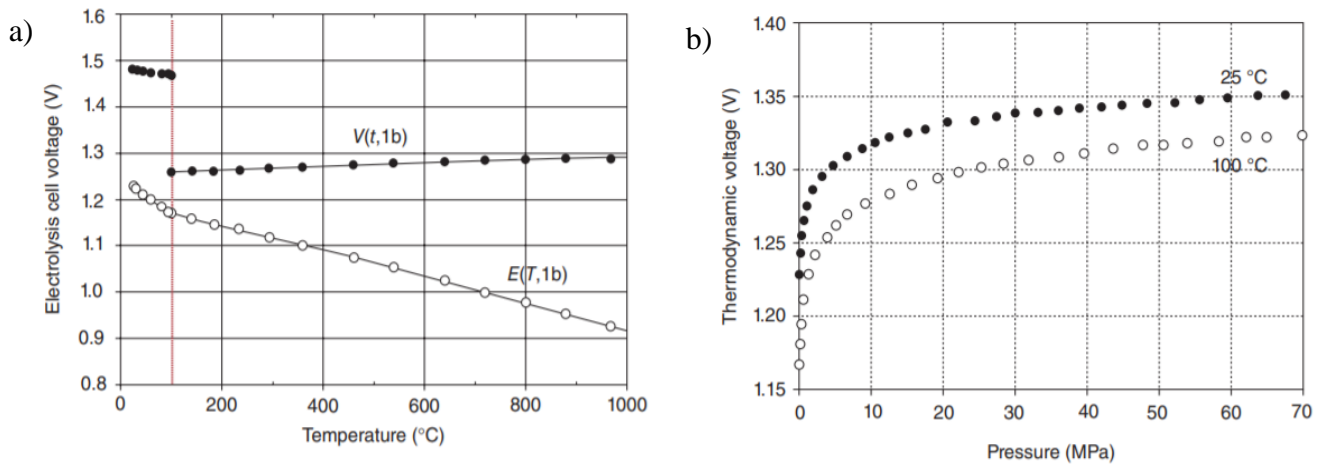 a)
1.6
1.5
1.4
1.3
1.2
1.1
1.0
0.9
0.8
Electrolysis cell voltage (V)
V(t,1b)
E(T,1b)
0 200 400 600 800 1000
Temperature (°C)
b)
1.40
1.35
1.30
1.25
1.20
1.15
Thermodynamic voltage (V)
25 °C
100 °C
0 10 20 30 40 50 60 70
Pressure (MPa)